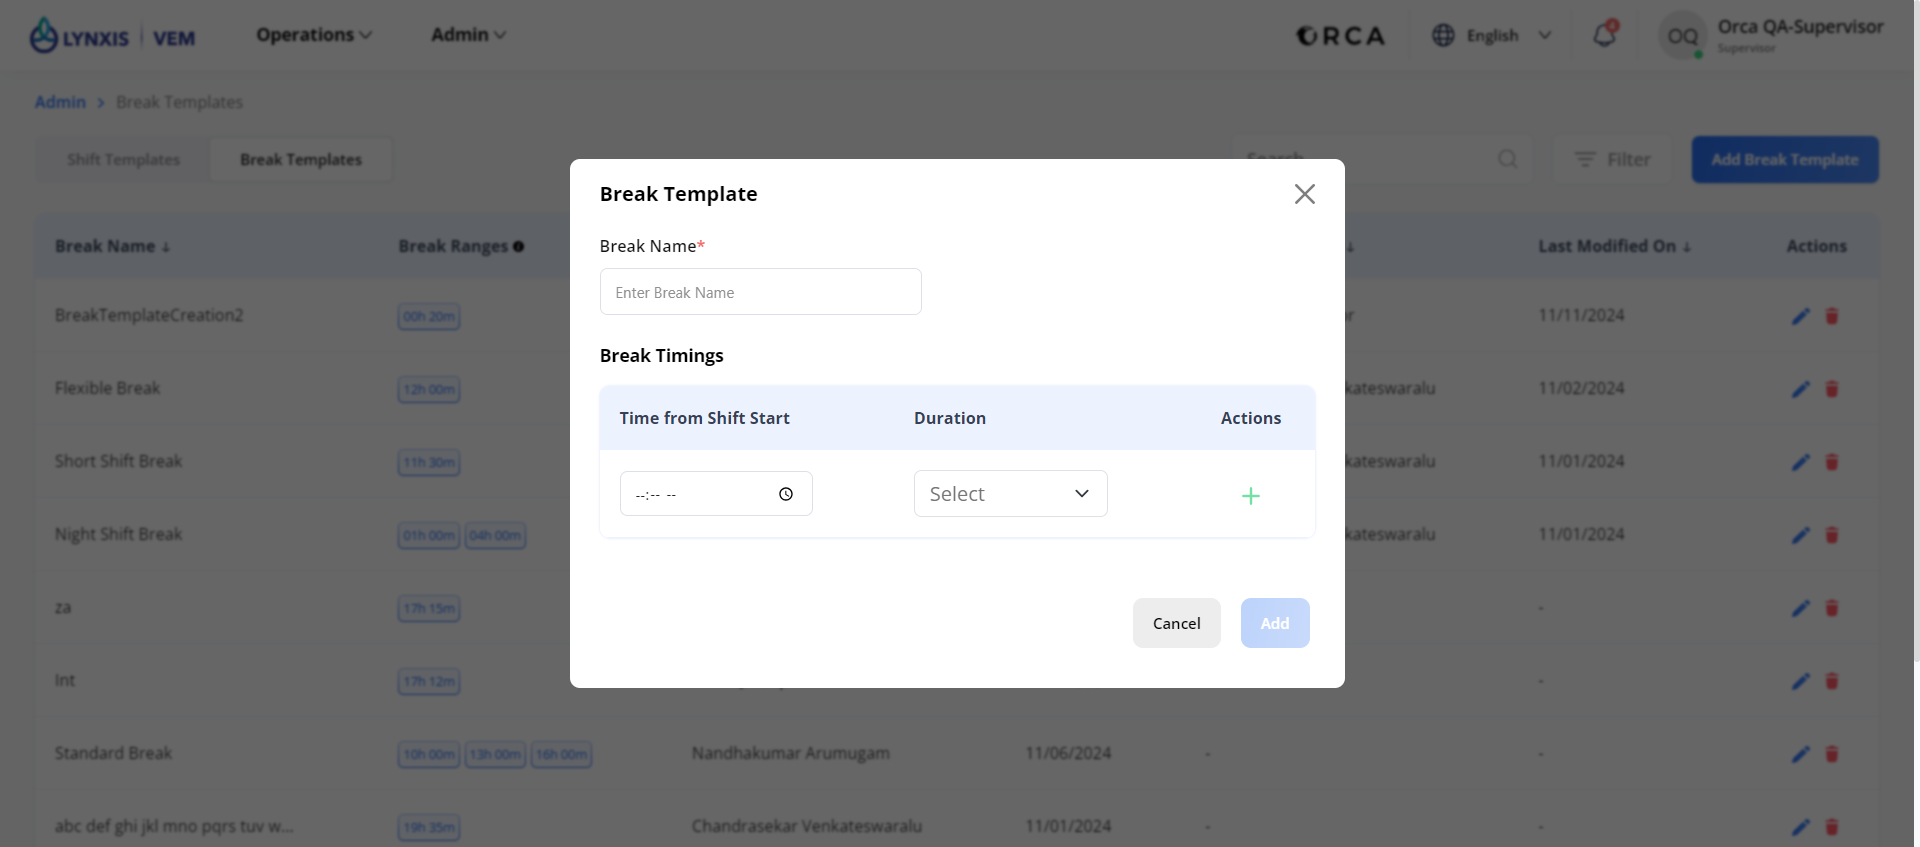 LYNXIS | VEM Operations Admin ORCA English 4 OQ Orca QA-Supervisor
Supervisor
Admin > Break Templates
Shift Templates Break Templates Search Filter Add Break Template
Break Template
Break Name*
Enter Break Name
Break Timings
Time from Shift Start Duration Actions
--:-- -- Select
Cancel Add
Break Name ↓ Break Ranges Last Modified On ↓ Actions
BreakTemplateCreation2 00h 20m or 11/11/2024
Flexible Break 12h 00m kateswaralu 11/02/2024
Short Shift Break 11h 30m kateswaralu 11/01/2024
Night Shift Break 01h 00m 04h 00m kateswaralu 11/01/2024
za 17h 15m -
Int 17h 12m -
Standard Break 10h 00m 13h 00m 16h 00m Nandhakumar Arumugam 11/06/2024 - -
abc def ghi jkl mno pqrs tuv w... 19h 35m Chandrasekar Venkateswaralu 11/01/2024 - -